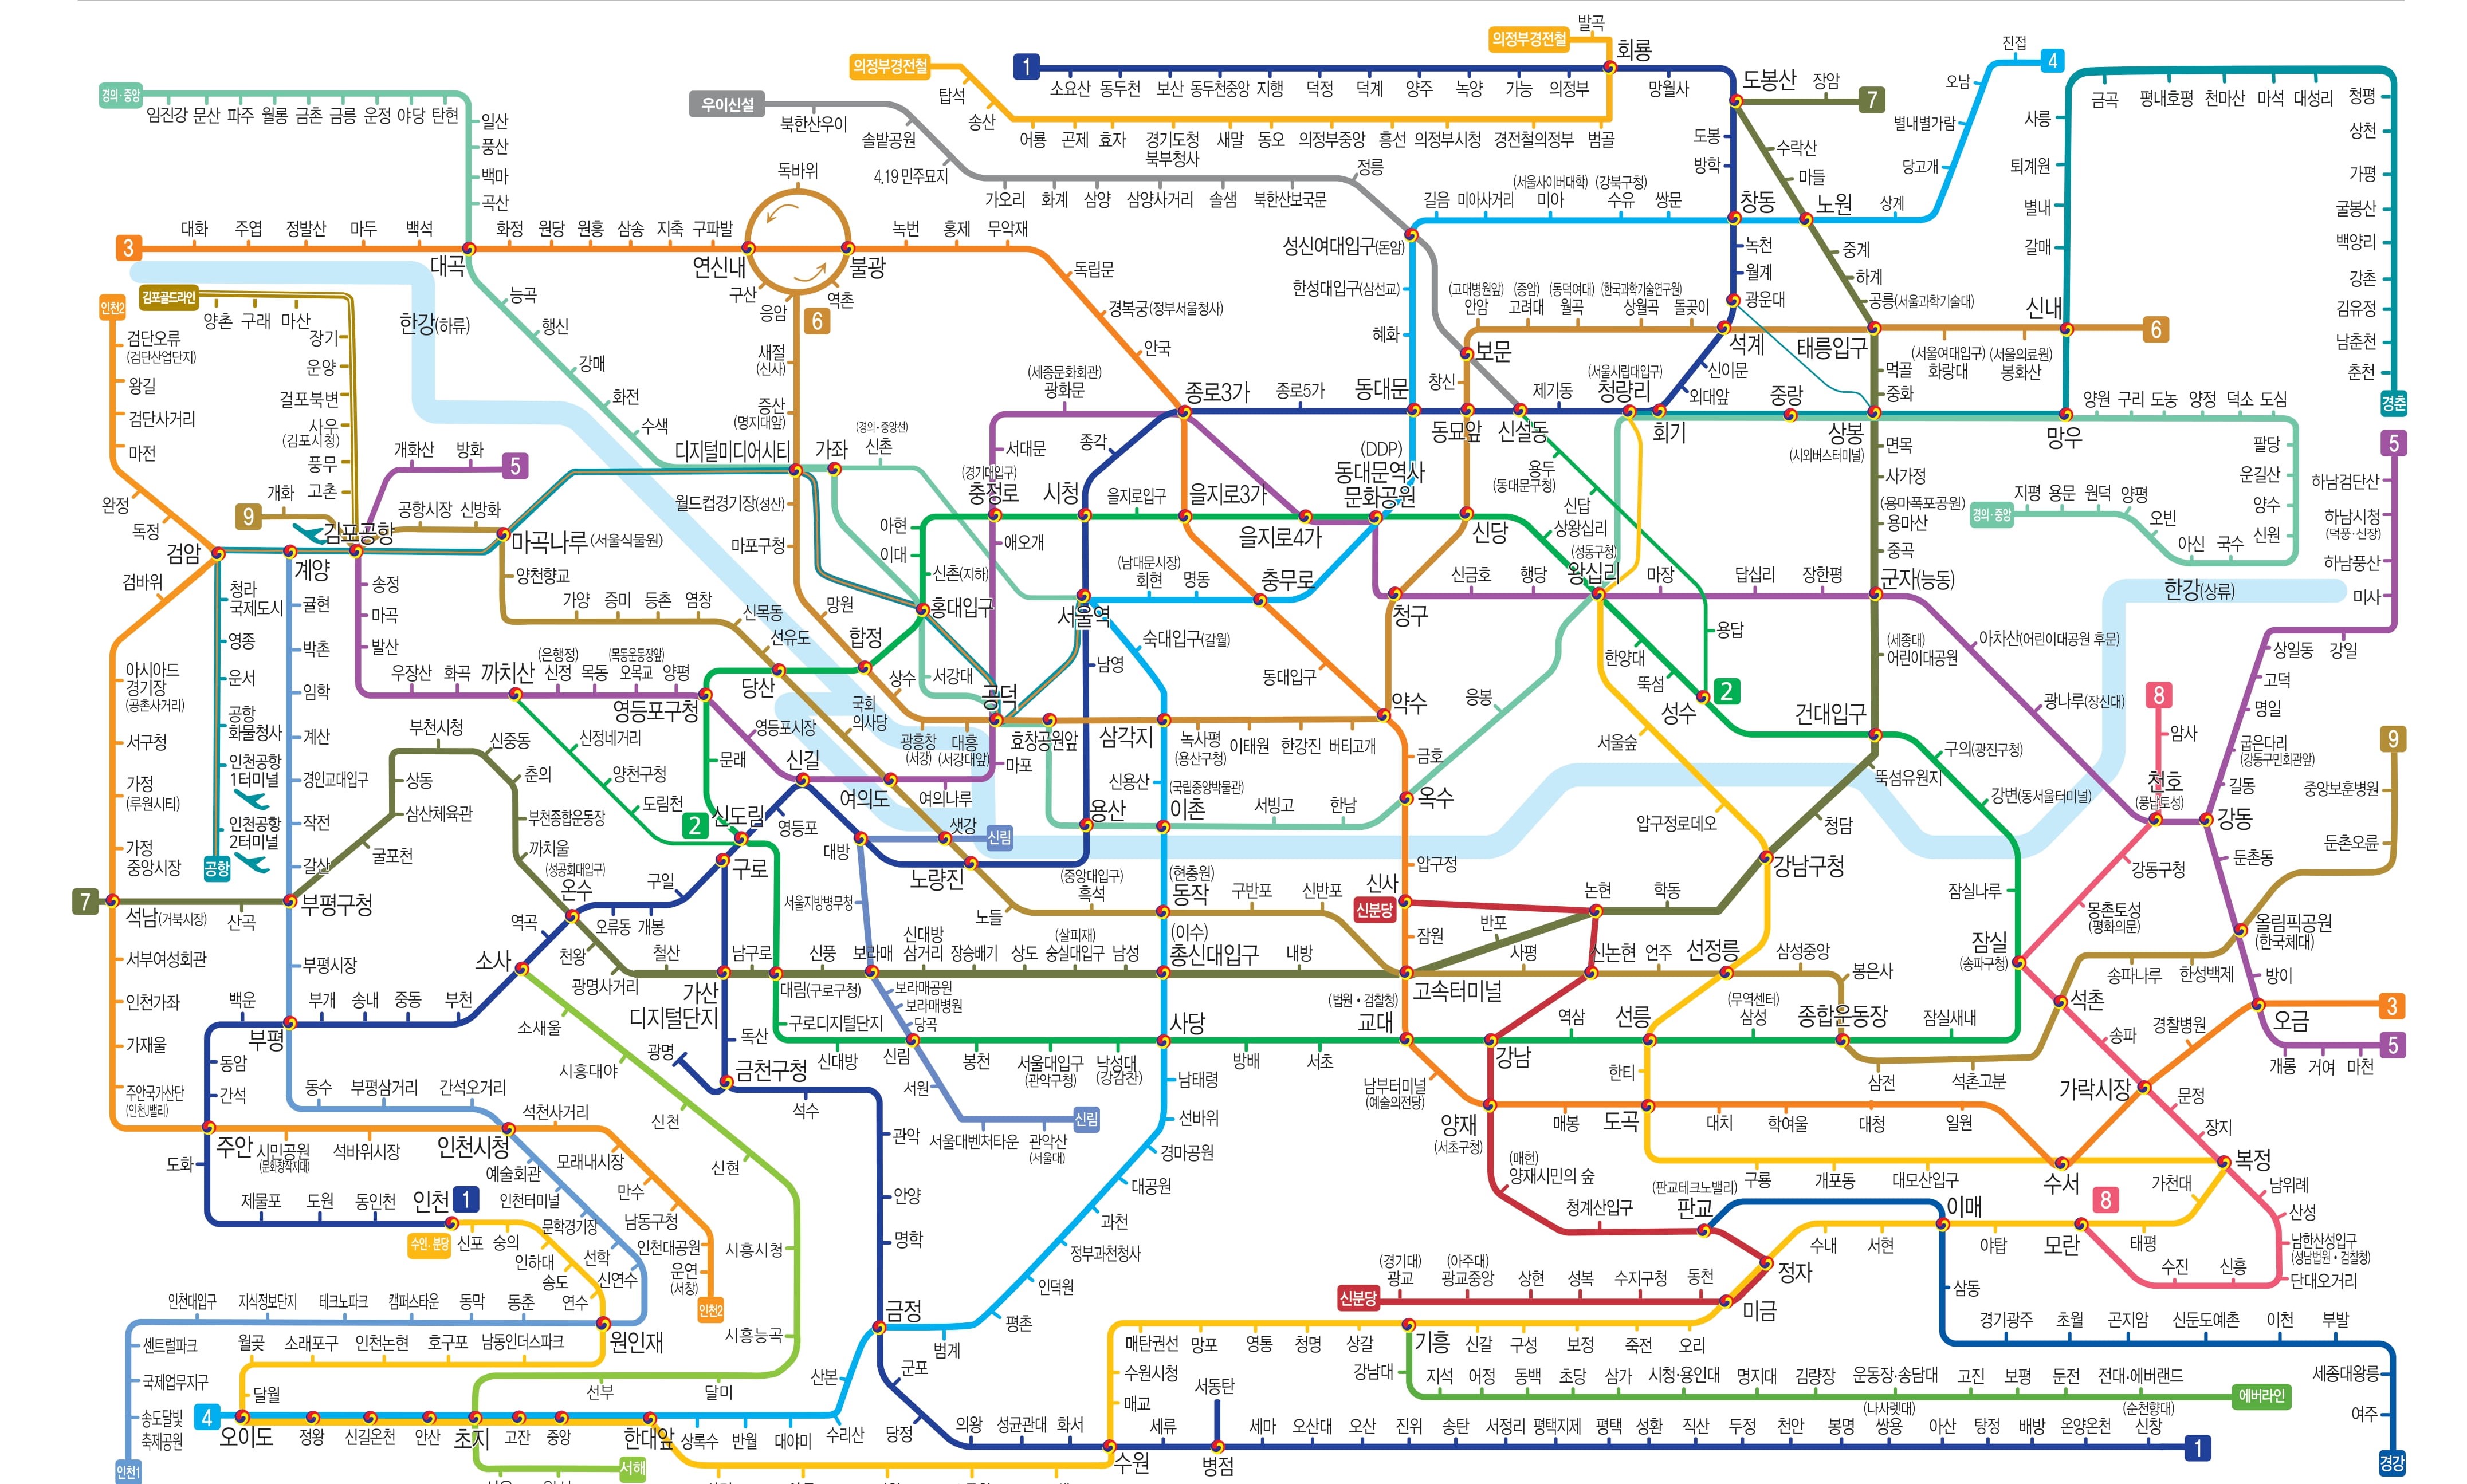 의정부경전철
발곡
회룡
의정부경전철
탑석
송산
어룡 곤제 효자 경기도청 북부청사 새말 동오 의정부중앙 흥선 의정부시청 경전철의정부 범골
1
소요산 동두천 보산 동두천중앙 지행 덕정 덕계 양주 녹양 가능 의정부
망월사
도봉산
장암
7
진접
4
오남
별내별가람
당고개
경의·중앙
임진강 문산 파주 월롱 금촌 금릉 운정 야당 탄현
일산
풍산
백마
곡산
우이신설
북한산우이
솔밭공원
4.19 민주묘지
가오리 화계 삼양 삼양사거리 솔샘 북한산보국문
정릉
성신여대입구(돈암)
길음 미아사거리
(서울사이버대학)
미아
(강북구청)
수유
쌍문
창동
노원
상계
도봉
방학
수락산
마들
녹천
월계
광운대
중계
하계
공릉(서울과학기술대)
금곡 평내호평 천마산 마석 대성리
청평
상천
가평
굴봉산
백양리
강촌
김유정
남춘천
춘천
경춘
사릉
퇴계원
별내
갈매
신내
6
3
대화 주엽 정발산 마두 백석
대곡
화정 원당 원흥 삼송 지축 구파발
연신내
독바위
불광
구산
응암
역촌
6
녹번 홍제 무악재
독립문
경복궁(정부서울청사)
안국
종로3가
한강(하류)
능곡
행신
강매
화전
수색
디지털미디어시티
가좌
(경의·중앙선)
신촌
새절
(신사)
증산
(명지대앞)
월드컵경기장(성산)
마포구청
망원
합정
상수
인천2
검단오류
(검단산업단지)
왕길
검단사거리
마전
완정
독정
검암
검바위
아시아드
경기장
(공촌사거리)
서구청
가정
(루원시티)
가정
중앙시장
김포골드라인
양촌 구래 마산
장기
운양
걸포북변
사우
(김포시청)
풍무
고촌
김포공항
개화산 방화
5
9
개화
공항시장 신방화
마곡나루(서울식물원)
계양
양천향교
가양 증미 등촌 염창
신목동
선유도
당산
국회
의사당
청라
국제도시
영종
운서
공항
화물청사
인천공항
1터미널
인천공항
2터미널
공항
귤현
박촌
임학
계산
경인교대입구
작전
갈산
송정
마곡
발산
우장산 화곡 까치산
(은행정)
신정
목동
(목동운동장앞)
오목교
양평
영등포구청
영등포시장
신길
여의도
여의나루
마포
공덕
애오개
충정로
(경기대입구)
서대문
(세종문화회관)
광화문
종각
시청
을지로입구
을지로3가
을지로4가
(DDP)
동대문역사
문화공원
신당
종로5가
동대문
동묘앞
신설동
제기동
(서울시립대입구)
청량리
회기
중랑
상봉
(시외버스터미널)
망우
한성대입구(삼선교)
혜화
보문
창신
(고대병원앞)
안암
(종암)
고려대
(동덕여대)
월곡
(한국과학기술연구원)
상월곡
돌곶이
석계
태릉입구
(서울여대입구)
화랑대
(서울의료원)
봉화산
신이문
외대앞
먹골
중화
면목
사가정
(용마폭포공원)
용마산
중곡
군자(능동)
양원 구리 도농 양정 덕소 도심
팔당
운길산
양수
신원
경의·중앙
지평 용문 원덕 양평
오빈
아신 국수
5
하남검단산
하남시청
(덕풍·신장)
하남풍산
미사
강일
상일동
고덕
명일
굽은다리
(강동구민회관앞)
길동
강동
한강(상류)
용두
(동대문구청)
신답
용답
상왕십리
(성동구청)
왕십리
한양대
뚝섬
성수
2
아현
이대
신촌(지하)
홍대입구
서강대
(남대문시장)
회현
명동
충무로
서울역
숙대입구(갈월)
남영
동대입구
청구
신금호 행당 마장 답십리 장한평
(세종대)
어린이대공원
건대입구
아차산(어린이대공원 후문)
광나루(장신대)
천호
(풍납토성)
8
암사
9
중앙보훈병원
둔촌오륜
광흥창
(서강)
대흥
(서강대앞)
효창공원앞
삼각지
녹사평
(용산구청)
이태원 한강진 버티고개
약수
금호
옥수
응봉
서울숲
압구정로데오
강남구청
청담
뚝섬유원지
구의(광진구청)
강변(동서울터미널)
잠실나루
잠실
(송파구청)
신용산
(국립중앙박물관)
이촌
서빙고 한남
용산
부천시청
신중동
춘의
부천종합운동장
까치울
상동
삼산체육관
굴포천
신정네거리
양천구청
도림천
2
신도림
문래
영등포
대방
샛강
신림
노량진
노들
(중앙대입구)
흑석
(현충원)
동작
구반포 신반포
압구정
신사
신분당
잠원
논현
학동
반포
7
석남(거북시장)
산곡
부평구청
(성공회대입구)
온수
구일
구로
오류동 개봉
역곡
천왕
광명사거리
철산
남구로
가산
디지털단지
대림(구로구청)
신풍 보라매
신대방
삼거리
장승배기
상도
(살피재)
숭실대입구
남성
(이수)
총신대입구
내방
고속터미널
사평
신논현
언주
선정릉
삼성중앙
봉은사
서울지방병무청
보라매공원
보라매병원
당곡
신림
서원
서울대벤처타운
관악산
(서울대)
신림
강동구청
몽촌토성
(평화의문)
둔촌동
올림픽공원
(한국체대)
송파나루 한성백제
방이
석촌
오금
3
개롱 거여 마천
5
경찰병원
송파
가락시장
서부여성회관
인천가좌
가재울
주안국가산단
(인천J밸리)
부평시장
백운
부평
부개 송내 중동 부천
소사
동암
간석
주안
도화
제물포 도원 동인천
인천
1
소새울
시흥대야
신천
신현
시흥시청
시흥능곡
독산
광명
금천구청
석수
관악
안양
명학
금정
구로디지털단지
신대방
봉천
서울대입구
(관악구청)
낙성대
(강감찬)
사당
방배 서초
(법원·검찰청)
교대
강남
역삼
선릉
(무역센터)
삼성
종합운동장
잠실새내
삼전 석촌고분
남태령
선바위
경마공원
대공원
과천
정부과천청사
인덕원
평촌
범계
남부터미널
(예술의전당)
양재
(서초구청)
매봉
도곡
한티
대치 학여울 대청 일원
수서
구룡 개포동 대모산입구
복정
문정
장지
(매헌)
양재시민의 숲
청계산입구
(판교테크노밸리)
판교
이매
가천대
8
남위례
산성
남한산성입구
(성남법원·검찰청)
단대오거리
신흥
수진
모란
태평
야탑
서현
수내
정자
미금
동수 부평삼거리 간석오거리
시민공원
(문화창작지대)
석바위시장
인천시청
석천사거리
모래내시장
만수
남동구청
인천대공원
운연
(서창)
인천2
예술회관
인천터미널
문학경기장
선학
신연수
원인재
수인·분당
신포 숭의
인하대
송도
연수
인천대입구 지식정보단지 테크노파크 캠퍼스타운 동막 동춘
센트럴파크
국제업무지구
송도달빛
축제공원
인천1
월곶 소래포구 인천논현 호구포 남동인더스파크
달월
4
오이도
정왕 신길온천 안산 초지 고잔 중앙 한대앞
선부 달미
서해
상록수 반월 대야미
수리산
산본
군포
당정
의왕 성균관대 화서
수원
세류
병점
서동탄
신분당
(경기대)
광교
(아주대)
광교중앙
상현 성복 수지구청 동천
매탄권선 망포 영통 청명 상갈
기흥
신갈 구성 보정 죽전 오리
수원시청
매교
강남대
지석 어정 동백 초당 삼가 시청·용인대 명지대 김량장 운동장·송담대 고진 보평 둔전 전대·에버랜드
에버라인
세마 오산대 오산 진위 송탄 서정리 평택지제 평택 성환 직산 두정 천안 봉명
(나사렛대)
쌍용
아산 탕정 배방 온양온천
(순천향대)
신창
1
삼동
경기광주 초월 곤지암 신둔도예촌 이천 부발
세종대왕릉
여주
경강